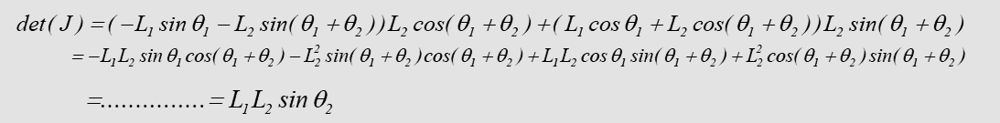 det( J ) = ( −L₁ sin θ₁ − L₂ sin( θ₁ + θ₂ ) ) L₂ cos( θ₁ + θ₂ ) + ( L₁ cos θ₁ + L₂ cos( θ₁ + θ₂ ) ) L₂ sin( θ₁ + θ₂ )
= −L₁L₂ sin θ₁ cos( θ₁ + θ₂ ) − L₂² sin( θ₁ + θ₂ ) cos( θ₁ + θ₂ ) + L₁L₂ cos θ₁ sin( θ₁ + θ₂ ) + L₂² cos( θ₁ + θ₂ ) sin( θ₁ + θ₂ )
= ............... = L₁L₂ sin θ₂